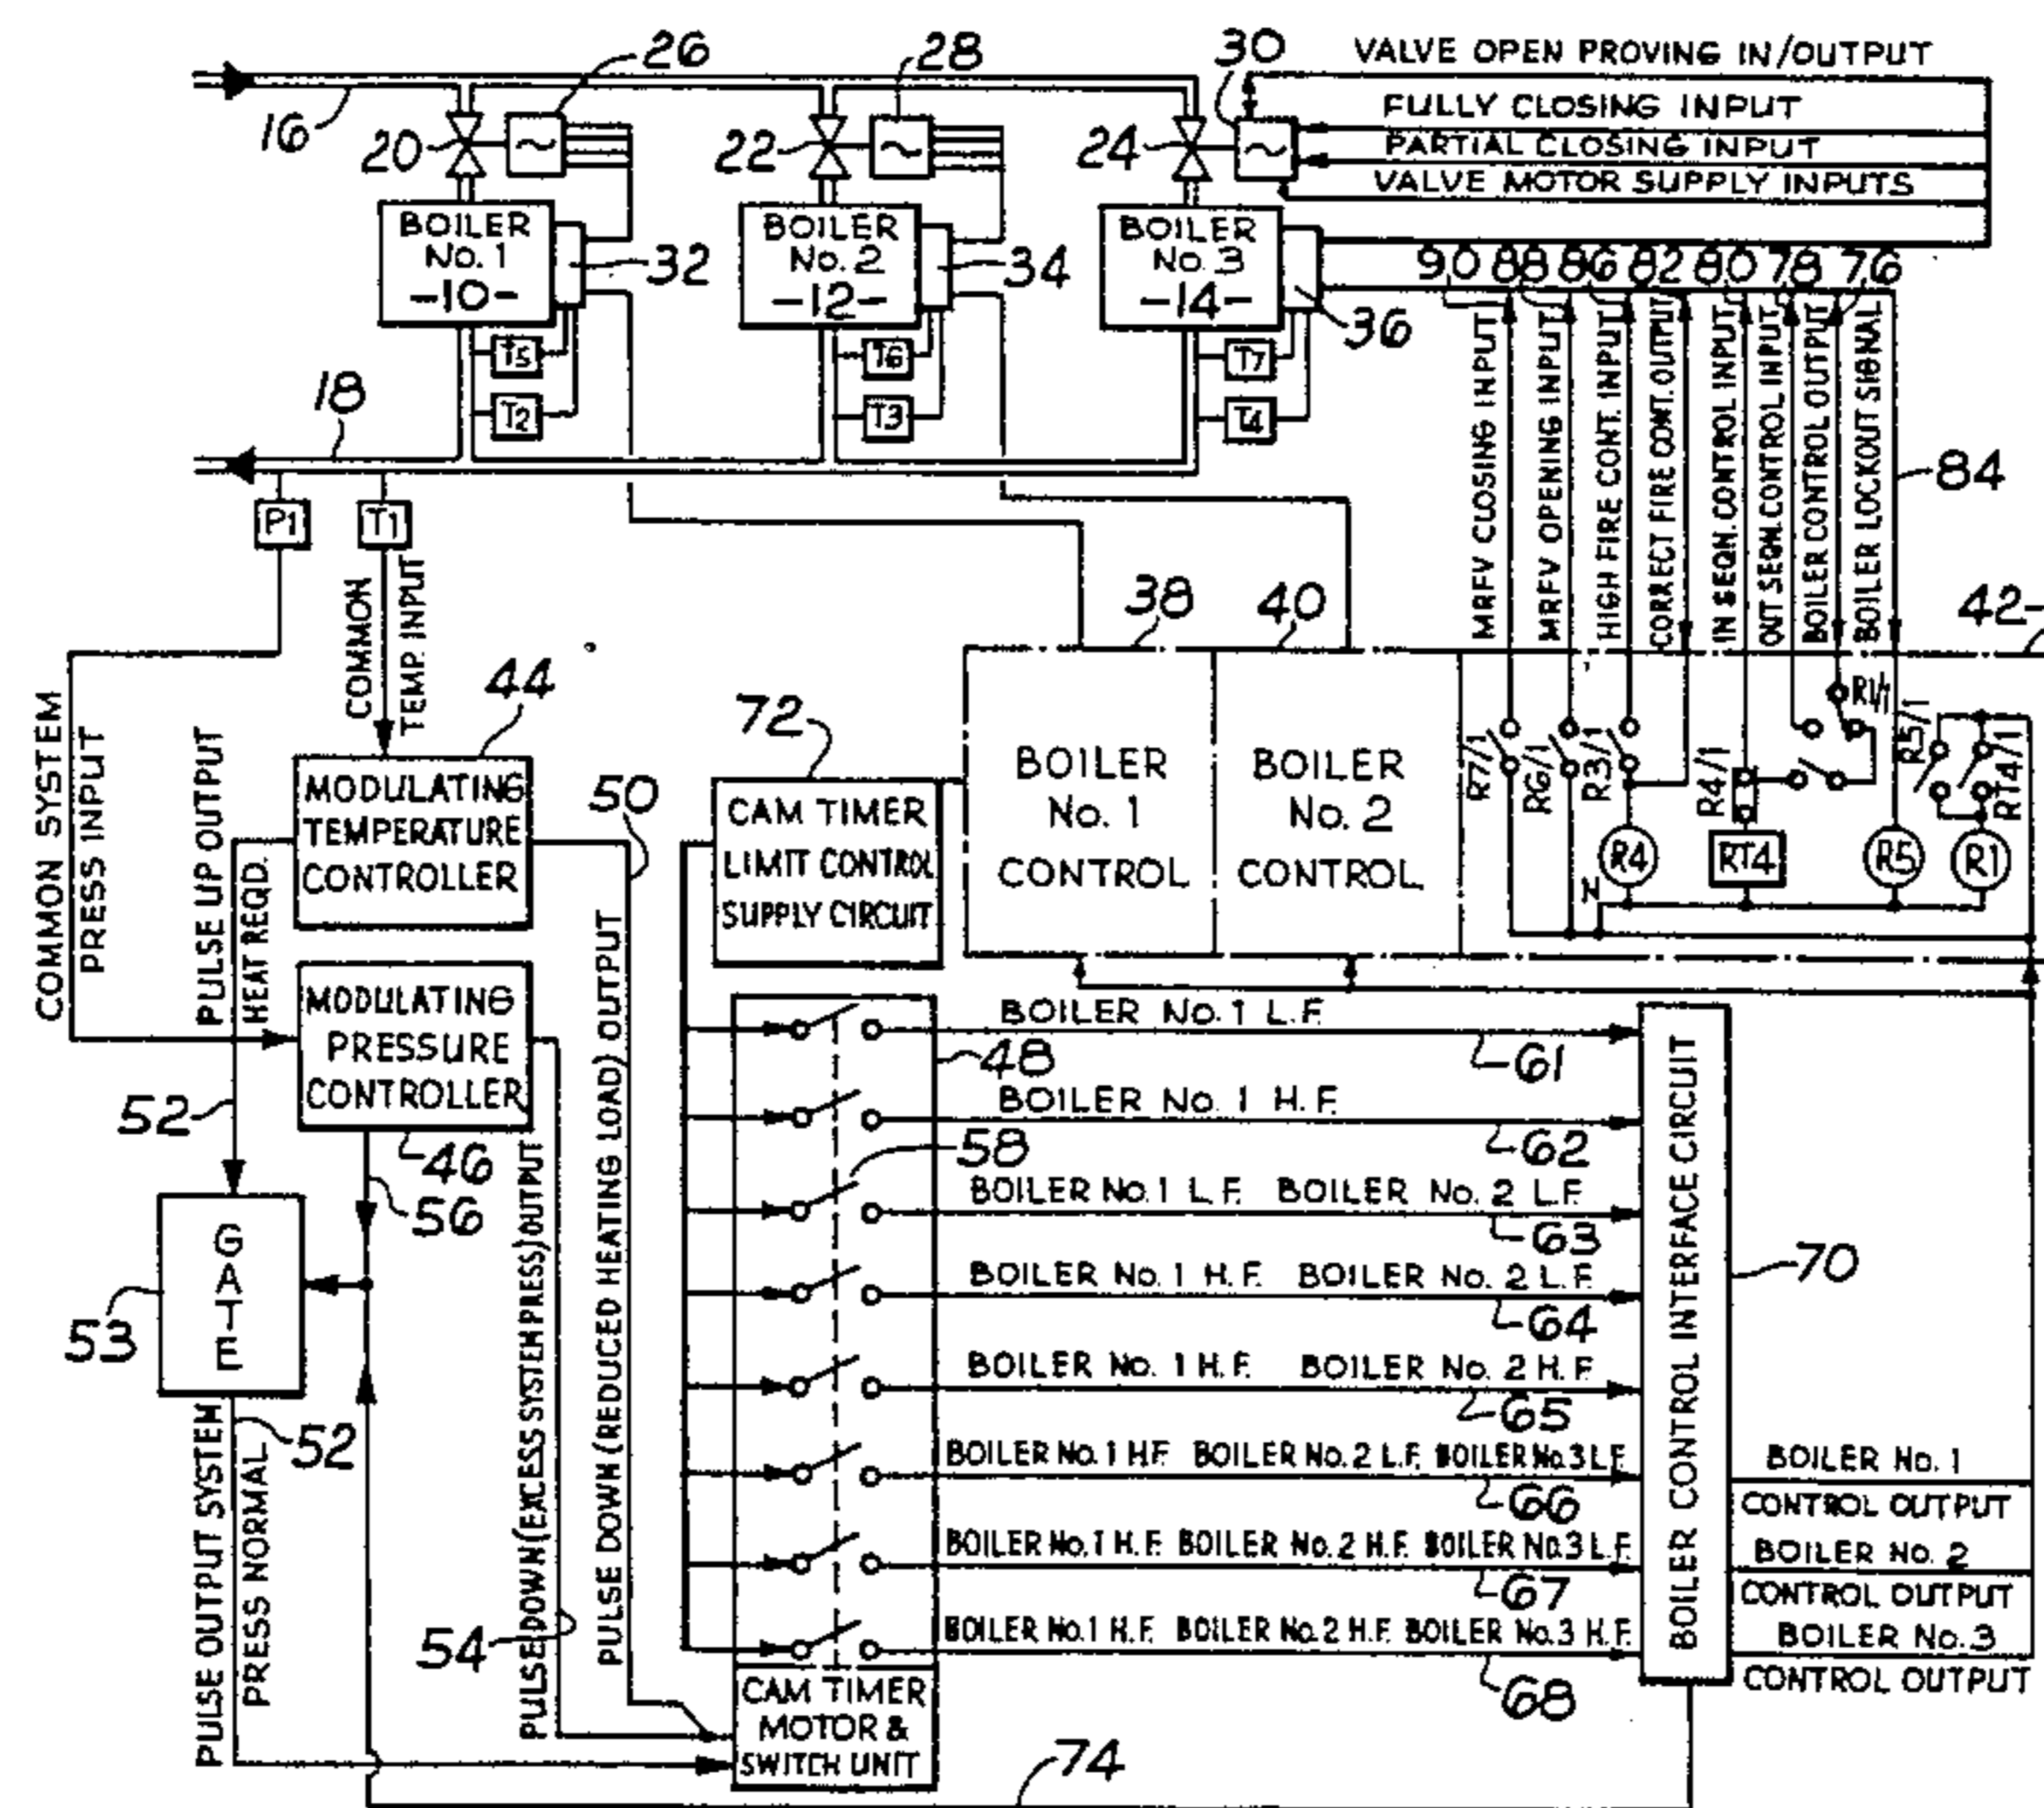 26
28
30
VALVE OPEN PROVING IN/OUTPUT
FULLY CLOSING INPUT
PARTIAL CLOSING INPUT
VALVE MOTOR SUPPLY INPUTS
16
20
22
24
BOILER
No. 1
-10-
32
BOILER
No. 2
-12-
34
BOILER
No. 3
-14-
36
90 88 86 82 80 78 76
T5
T2
T6
T3
T7
T4
18
P1
T1
84
MRFV CLOSING INPUT
MRFV OPENING INPUT
HIGH FIRE CONT. INPUT
CORRECT FIRE CONT. OUTPUT
IN SEQN. CONTROL INPUT
OUT SEQN. CONTROL INPUT
BOILER CONTROL OUTPUT
BOILER LOCKOUT SIGNAL
COMMON
TEMP. INPUT
COMMON SYSTEM
PRESS INPUT
PULSE UP OUTPUT
HEAT REQD.
38
40
42
44
MODULATING
TEMPERATURE
CONTROLLER
50
72
CAM TIMER
LIMIT CONTROL
SUPPLY CIRCUIT
BOILER
No. 1
CONTROL
BOILER
No. 2
CONTROL
R7/1
R6/1
R3/1
R4/1
R1/1
R5/1
RT4/1
R4
RT4
R5
R1
N
MODULATING
PRESSURE
CONTROLLER
46
52
56
53
GATE
52
PULSE OUTPUT SYSTEM
PRESS NORMAL
54
PULSE DOWN (EXCESS SYSTEM PRESS) OUTPUT
PULSE DOWN (REDUCED HEATING LOAD) OUTPUT
48
58
BOILER No. 1 L.F.
61
BOILER No. 1 H.F.
62
BOILER No. 1 L.F. BOILER No. 2 L.F.
63
BOILER No. 1 H.F. BOILER No. 2 L.F.
64
BOILER No. 1 H.F. BOILER No. 2 H.F.
65
BOILER No. 1 H.F. BOILER No. 2 L.F. BOILER No. 3 L.F.
66
BOILER No. 1 H.F. BOILER No. 2 H.F. BOILER No. 3 L.F.
67
BOILER No. 1 H.F. BOILER No. 2 H.F. BOILER No. 3 H.F.
68
CAM TIMER
MOTOR &
SWITCH UNIT
BOILER CONTROL INTERFACE CIRCUIT
70
BOILER No. 1
CONTROL OUTPUT
BOILER No. 2
CONTROL OUTPUT
BOILER No. 3
CONTROL OUTPUT
74